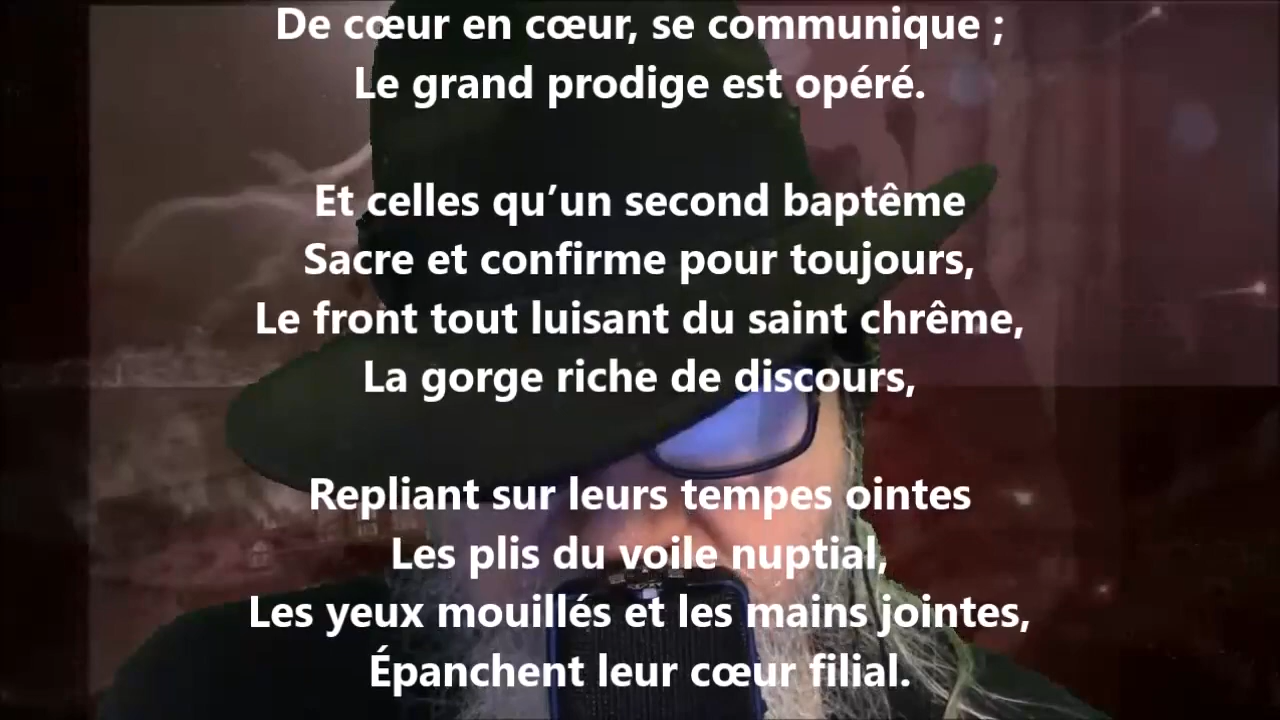 De cœur en cœur, se communique ;
Le grand prodige est opéré.
Et celles qu’un second baptême
Sacre et confirme pour toujours,
Le front tout luisant du saint chrême,
La gorge riche de discours,
Repliant sur leurs tempes ointes
Les plis du voile nuptial,
Les yeux mouillés et les mains jointes,
Épanchent leur cœur filial.